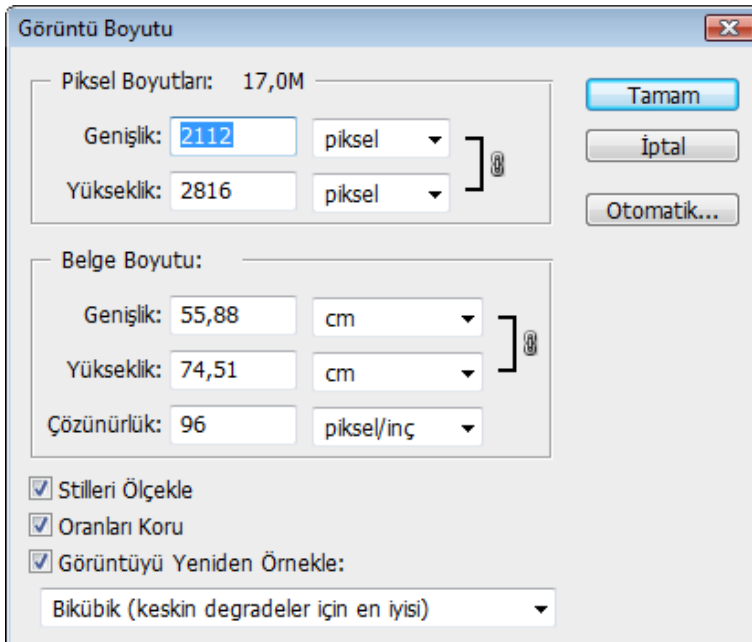 Görüntü Boyutu
Piksel Boyutları: 17,0M
Genişlik: 2112 piksel
Yükseklik: 2816 piksel
Tamam
İptal
Otomatik...
Belge Boyutu:
Genişlik: 55,88 cm
Yükseklik: 74,51 cm
Çözünürlük: 96 piksel/inç
Stilleri Ölçekle
Oranları Koru
Görüntüyü Yeniden Örnekle:
Bikübik (keskin degradeler için en iyisi)